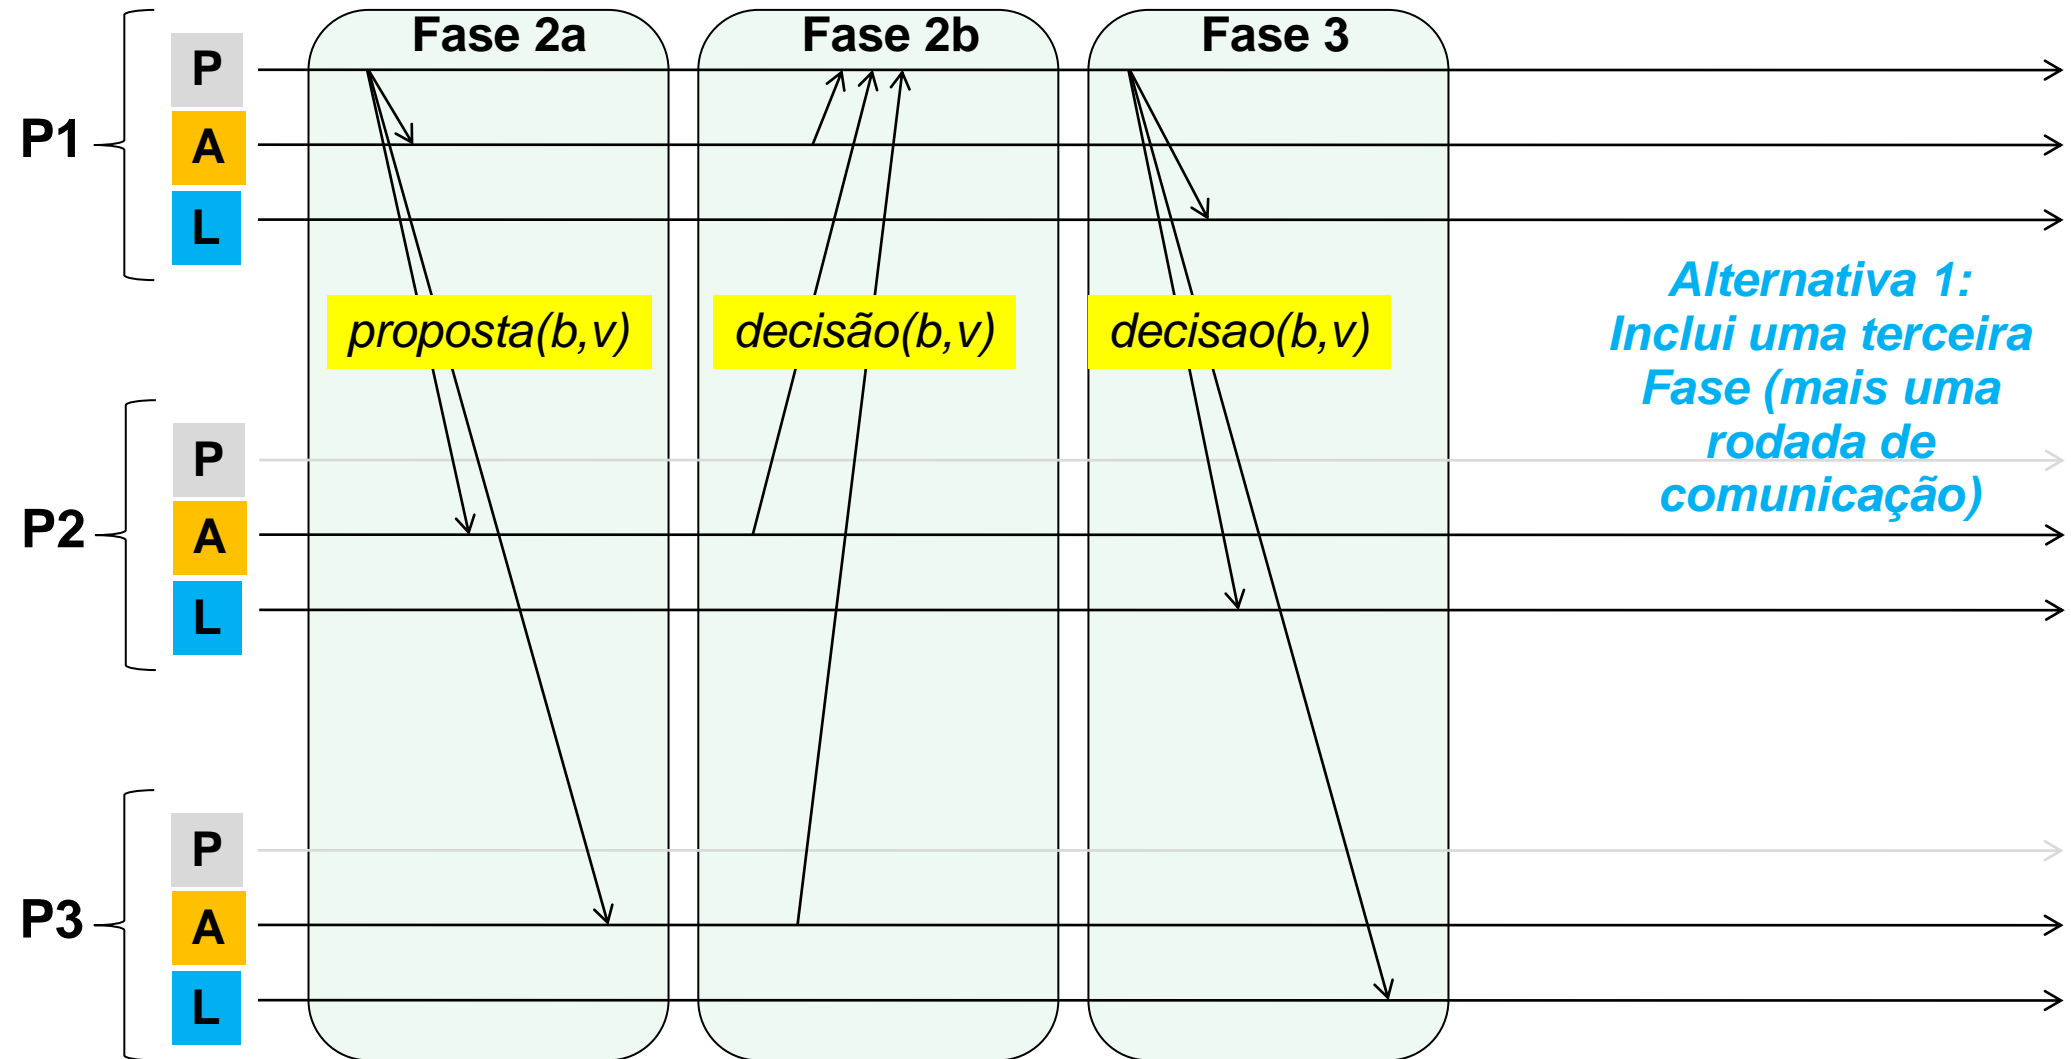 Fase 2a
Fase 2b
Fase 3
P1
P
A
L
proposta(b,v)
decisão(b,v)
decisao(b,v)
Alternativa 1:
Inclui uma terceira
Fase (mais uma
rodada de
comunicação)
P2
P
A
L
P3
P
A
L